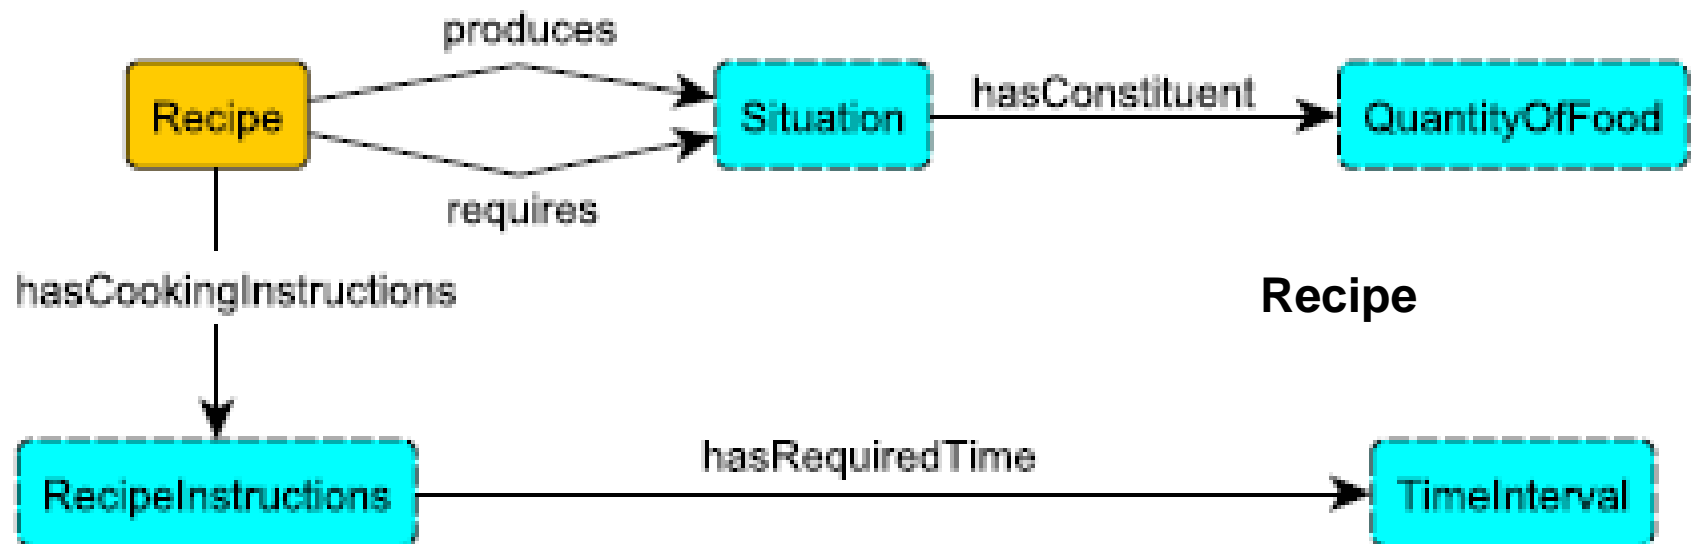 produces
Recipe
Situation
hasConstituent
QuantityOfFood
requires
hasCookingInstructions
Recipe
RecipeInstructions
hasRequiredTime
TimeInterval